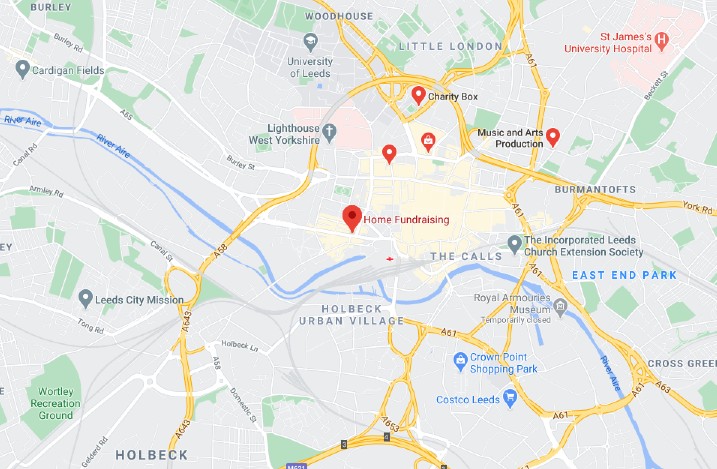 BURLEY
WOODHOUSE
LITTLE LONDON
Burley Rd
A61
St James's
University Hospital
H
University
of Leeds
Cardigan Fields
Beckett St
Charity Box
A65
River Aire
River Aire
Lighthouse
West Yorkshire
Music and Arts
Production
Canal Rd
Burley St
Armley Rd
BURMANTOFTS
York Rd
A61
Home Fundraising
Canal St
A58
The Incorporated Leeds
Church Extension Society
THE CALLS
A61
EAST END PARK
Leeds City Mission
Royal Armouries
Museum
Temporarily closed
HOLBECK
URBAN VILLAGE
A643
Tong Rd
A61
Holbeck Ln
A58
Crown Point
Shopping Park
River Aire
CROSS GREEN
Wortley
Recreation
Ground
Domestic St
Costco Leeds
A63
A61
A61
A643
A653
4
4
Gelderd Rd
HOLBECK
M621